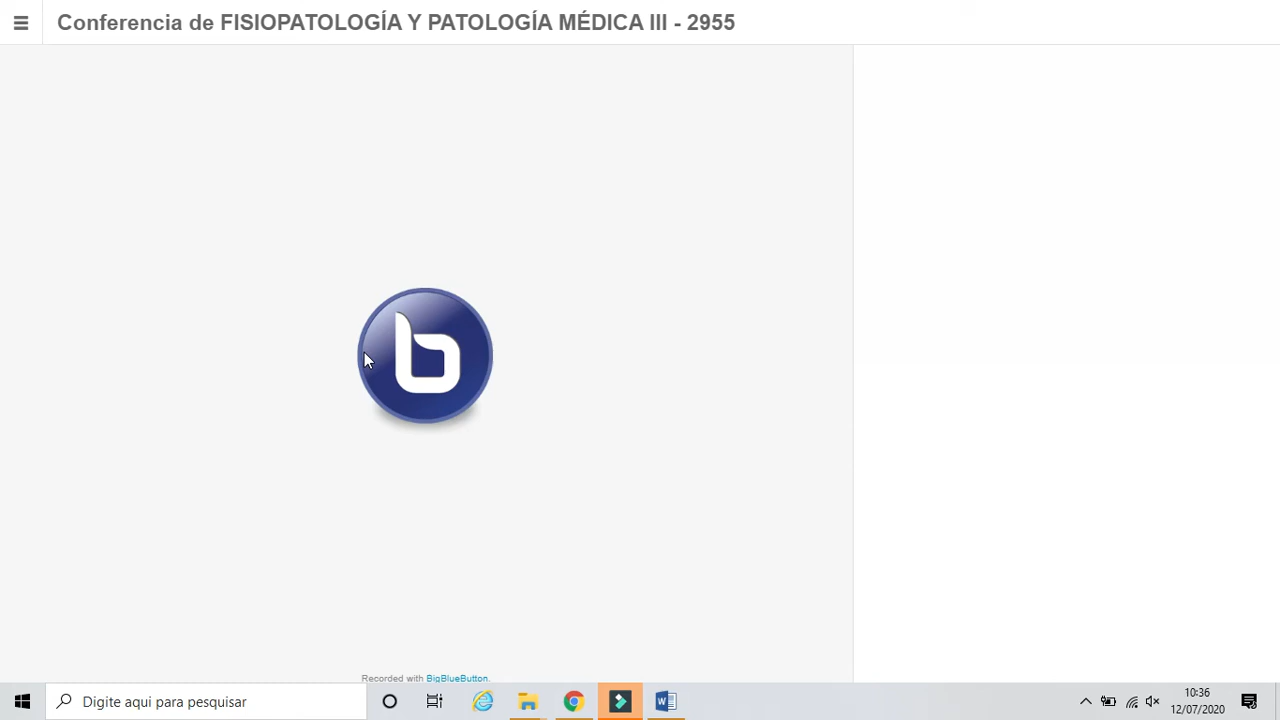 Conferencia de FISIOPATOLOGÍA Y PATOLOGÍA MÉDICA III - 2955
Recorded with BigBlueButton.
Digite aqui para pesquisar
10:36
12/07/2020